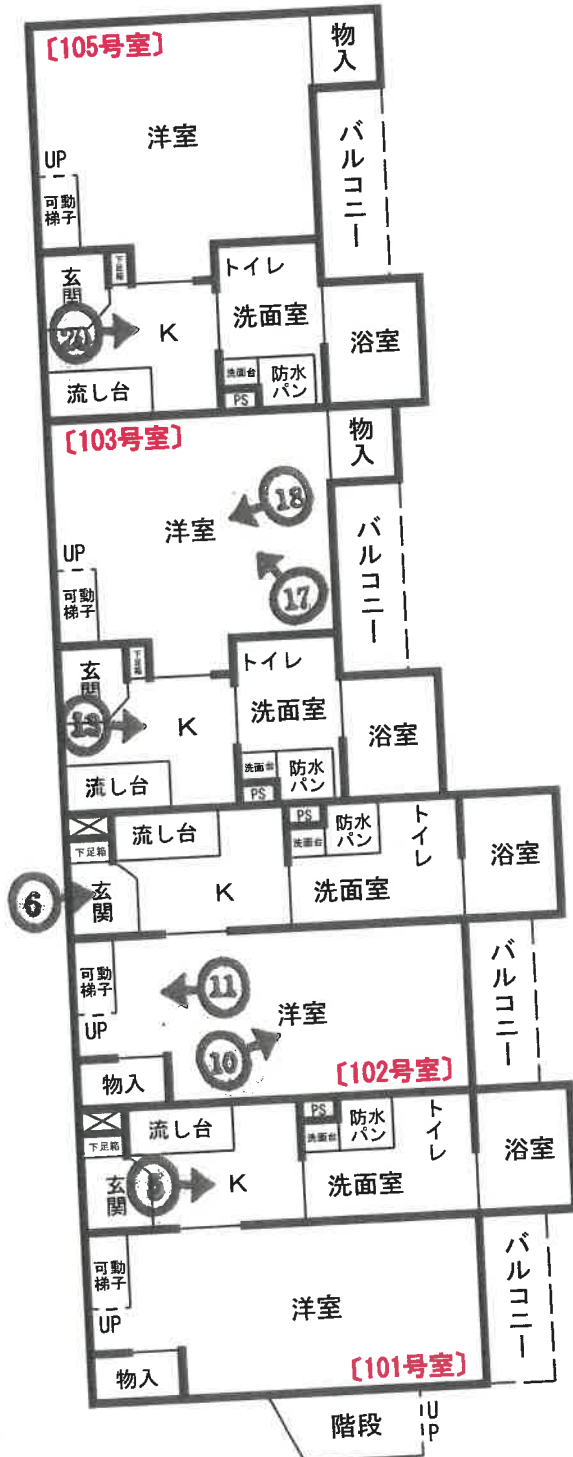 〔105号室〕
物入
洋室
バルコニー
UP
可動梯子
玄関
下足箱
トイレ
K
洗面室
浴室
20
流し台
洗面台
防水パン
PS
〔103号室〕
物入
18
洋室
バルコニー
UP
17
可動梯子
玄関
下足箱
トイレ
K
洗面室
浴室
流し台
洗面台
防水パン
PS
下足箱
流し台
PS
洗面台
防水パン
トイレ
浴室
6
玄関
K
洗面室
可動梯子
11
洋室
バルコニー
UP
10
物入
〔102号室〕
下足箱
流し台
PS
洗面台
防水パン
トイレ
浴室
玄関
5
K
洗面室
可動梯子
洋室
バルコニー
UP
物入
〔101号室〕
階段
UP